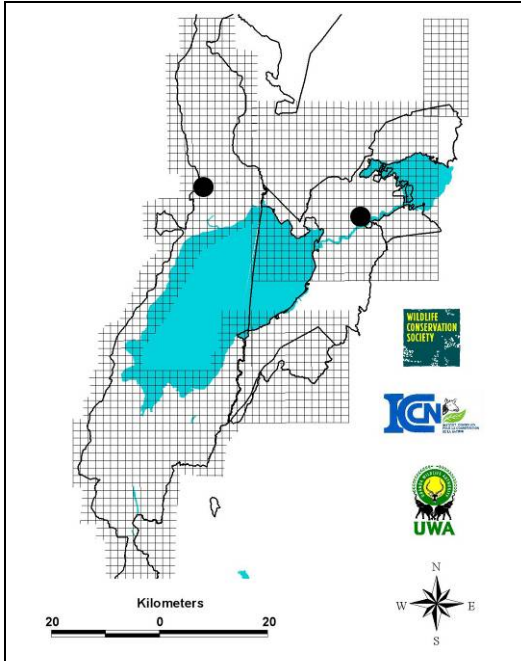 WILDLIFE
CONSERVATION
SOCIETY
ICCN
UWA
N
W
E
S
Kilometers
20
0
20